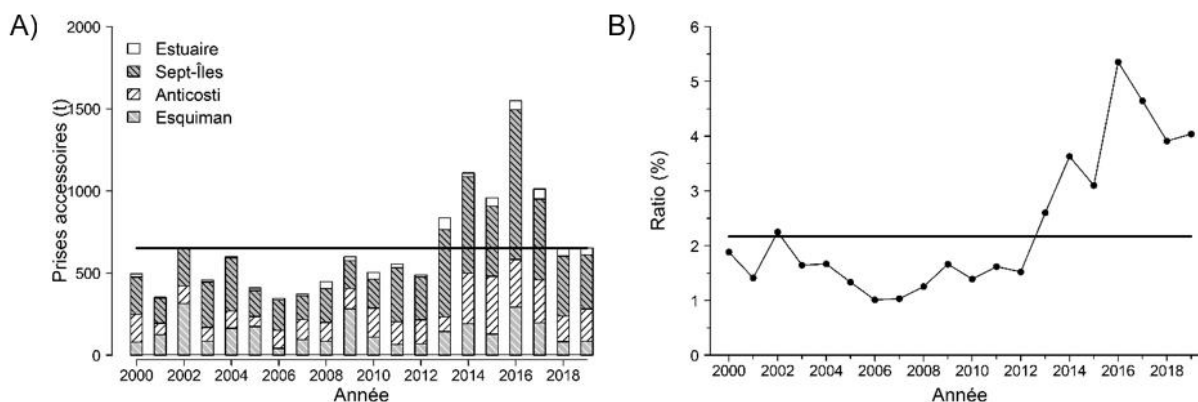 A)
Prises accessoires (t)
2000
1500
1000
500
0
Estuaire
Sept-Îles
Anticosti
Esquiman
2000 2002 2004 2006 2008 2010 2012 2014 2016 2018
Année
B)
Ratio (%)
6
5
4
3
2
1
0
2000 2002 2004 2006 2008 2010 2012 2014 2016 2018
Année